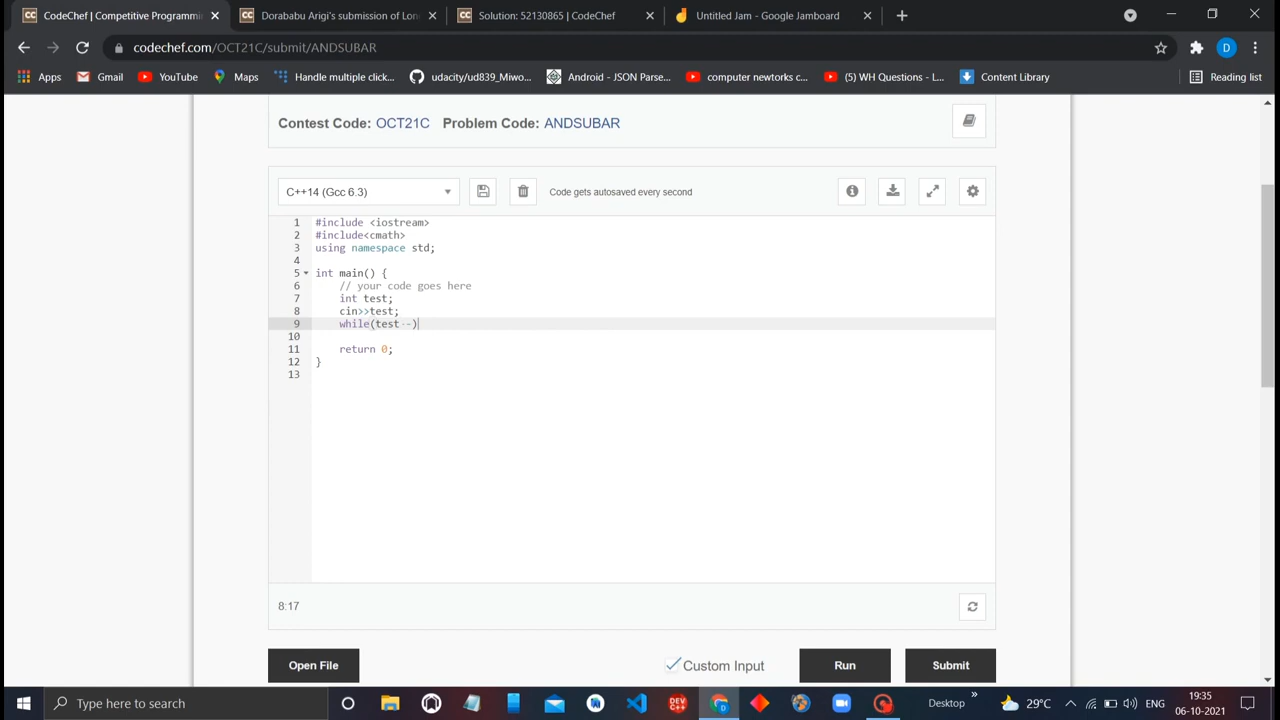 CodeChef | Competitive Programmi
Dorababu Arigi's submission of Lon
Solution: 52130865 | CodeChef
Untitled Jam - Google Jamboard
codechef.com/OCT21C/submit/ANDSUBAR
D
Apps
Gmail
YouTube
Maps
Handle multiple click...
udacity/ud839_Miwo...
Android - JSON Parse...
computer newtorks c...
(5) WH Questions - L...
Content Library
Reading list
Contest Code: OCT21C Problem Code: ANDSUBAR
C++14 (Gcc 6.3)
Code gets autosaved every second
1 #include <iostream>
2 #include<cmath>
3 using namespace std;
4
5 int main() {
6 // your code goes here
7 int test;
8 cin>>test;
9 while(test--)
10
11 return 0;
12 }
13
8:17
Open File
Custom Input
Run
Submit
Type here to search
DEV C++
Desktop
29°C
ENG
19:35
06-10-2021